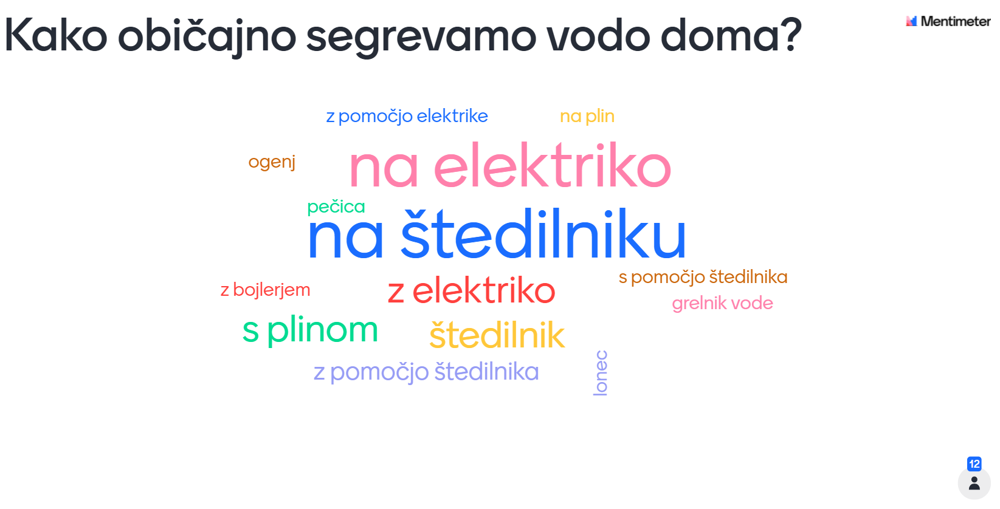 Kako običajno segrevamo vodo doma?
Mentimeter
z pomočjo elektrike
na plin
ogenj
na elektriko
pečica
na štedilniku
z bojlerjem
z elektriko
s pomočjo štedilnika
grelnik vode
s plinom
štedilnik
z pomočjo štedilnika
lonec
12